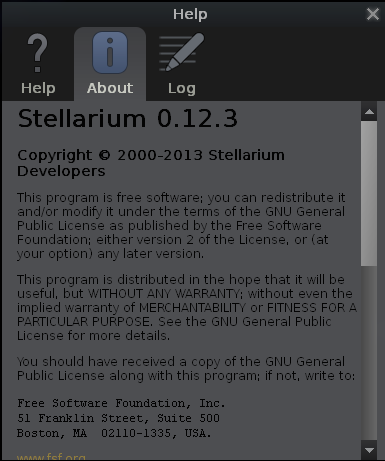 Help
Help
About
Log
Stellarium 0.12.3
Copyright © 2000-2013 Stellarium
Developers
This program is free software; you can redistribute it
and/or modify it under the terms of the GNU General
Public License as published by the Free Software
Foundation; either version 2 of the License, or (at
your option) any later version.
This program is distributed in the hope that it will be
useful, but WITHOUT ANY WARRANTY; without even the
implied warranty of MERCHANTABILITY or FITNESS FOR A
PARTICULAR PURPOSE. See the GNU General Public
License for more details.
You should have received a copy of the GNU General
Public License along with this program; if not, write to:
Free Software Foundation, Inc.
51 Franklin Street, Suite 500
Boston, MA  02110-1335, USA.
www.fsf.org